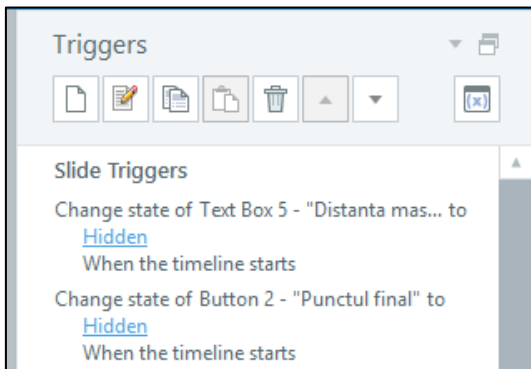 Triggers
(x)
Slide Triggers
Change state of Text Box 5 - "Distanta mas... to
Hidden
When the timeline starts
Change state of Button 2 - "Punctul final" to
Hidden
When the timeline starts